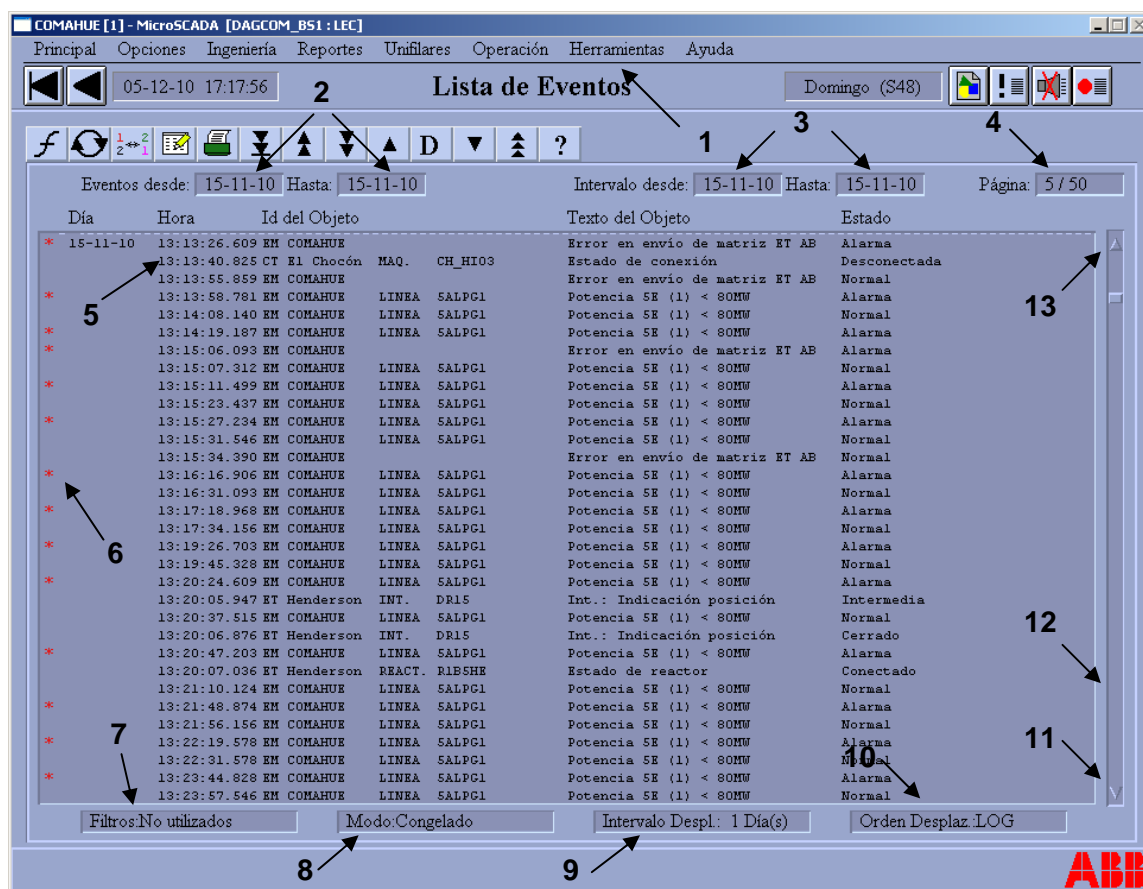 COMAHUE [1] - MicroSCADA [DAGCOM_BS1 : LEC]
Principal Opciones Ingeniería Reportes Unifilares Operación Herramientas Ayuda
05-12-10 17:17:56 2 Lista de Eventos Domingo (S48)
1 3 4
D ?
Eventos desde: 15-11-10 Hasta: 15-11-10 Intervalo desde: 15-11-10 Hasta: 15-11-10 Página: 5 / 50
Día Hora Id del Objeto Texto del Objeto Estado
* 15-11-10 13:13:26.609 EM COMAHUE Error en envío de matriz ET AB Alarma
13:13:40.825 CT El Chocón MAQ. CH_HI03 Estado de conexión Desconectada
13:13:55.859 EM COMAHUE Error en envío de matriz ET AB Normal
* 13:13:58.781 EM COMAHUE LINEA 5ALPG1 Potencia 5E (1) < 80MW Alarma
5 13
13:14:08.140 EM COMAHUE LINEA 5ALPG1 Potencia 5E (1) < 80MW Normal
* 13:14:19.187 EM COMAHUE LINEA 5ALPG1 Potencia 5E (1) < 80MW Alarma
* 13:15:06.093 EM COMAHUE Error en envío de matriz ET AB Alarma
13:15:07.312 EM COMAHUE LINEA 5ALPG1 Potencia 5E (1) < 80MW Normal
* 13:15:11.499 EM COMAHUE LINEA 5ALPG1 Potencia 5E (1) < 80MW Alarma
13:15:23.437 EM COMAHUE LINEA 5ALPG1 Potencia 5E (1) < 80MW Normal
* 13:15:27.234 EM COMAHUE LINEA 5ALPG1 Potencia 5E (1) < 80MW Alarma
13:15:31.546 EM COMAHUE LINEA 5ALPG1 Potencia 5E (1) < 80MW Normal
13:15:34.390 EM COMAHUE Error en envío de matriz ET AB Normal
* 13:16:16.906 EM COMAHUE LINEA 5ALPG1 Potencia 5E (1) < 80MW Alarma
13:16:31.093 EM COMAHUE LINEA 5ALPG1 Potencia 5E (1) < 80MW Normal
* 13:17:18.968 EM COMAHUE LINEA 5ALPG1 Potencia 5E (1) < 80MW Alarma
13:17:34.156 EM COMAHUE LINEA 5ALPG1 Potencia 5E (1) < 80MW Normal
* 13:19:26.703 EM COMAHUE LINEA 5ALPG1 Potencia 5E (1) < 80MW Alarma
6
13:19:45.328 EM COMAHUE LINEA 5ALPG1 Potencia 5E (1) < 80MW Normal
* 13:20:24.609 EM COMAHUE LINEA 5ALPG1 Potencia 5E (1) < 80MW Alarma
13:20:05.947 ET Henderson INT. DR15 Int.: Indicación posición Intermedia
13:20:37.515 EM COMAHUE LINEA 5ALPG1 Potencia 5E (1) < 80MW Normal
12
13:20:06.876 ET Henderson INT. DR15 Int.: Indicación posición Cerrado
* 13:20:47.203 EM COMAHUE LINEA 5ALPG1 Potencia 5E (1) < 80MW Alarma
13:20:07.036 ET Henderson REACT. R1B5HE Estado de reactor Conectado
13:21:10.124 EM COMAHUE LINEA 5ALPG1 Potencia 5E (1) < 80MW Normal
* 13:21:48.874 EM COMAHUE LINEA 5ALPG1 Potencia 5E (1) < 80MW Alarma
13:21:56.156 EM COMAHUE LINEA 5ALPG1 Potencia 5E (1) < 80MW Normal
7 11
* 13:22:19.578 EM COMAHUE LINEA 5ALPG1 Potencia 5E (1) < 80MW Alarma
13:22:31.578 EM COMAHUE LINEA 5ALPG1 Potencia 5E (1) < 80MW Normal
10
* 13:23:44.828 EM COMAHUE LINEA 5ALPG1 Potencia 5E (1) < 80MW Alarma
13:23:57.546 EM COMAHUE LINEA 5ALPG1 Potencia 5E (1) < 80MW Normal
Filtros:No utilizados Modo:Congelado Intervalo Despl.: 1 Día(s) Orden Desplaz.:LOG
8 9
ABB